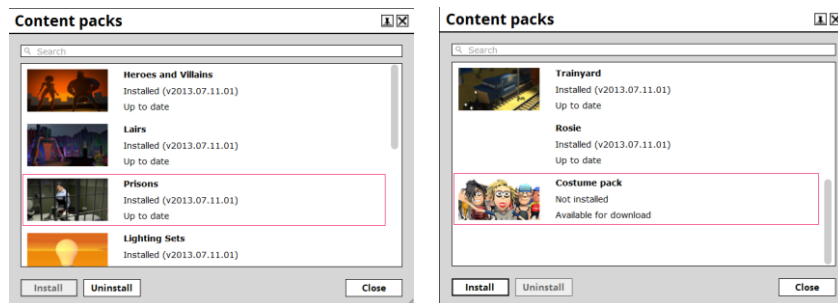 Content packs
Search
Heroes and Villains
Installed (v2013.07.11.01)
Up to date
Lairs
Installed (v2013.07.11.01)
Up to date
Prisons
Installed (v2013.07.11.01)
Up to date
Lighting Sets
Installed (v2013.07.11.01)
Install
Uninstall
Close
Content packs
Search
Trainyard
Installed (v2013.07.11.01)
Up to date
Rosie
Installed (v2013.07.11.01)
Up to date
Costume pack
Not installed
Available for download
Install
Uninstall
Close